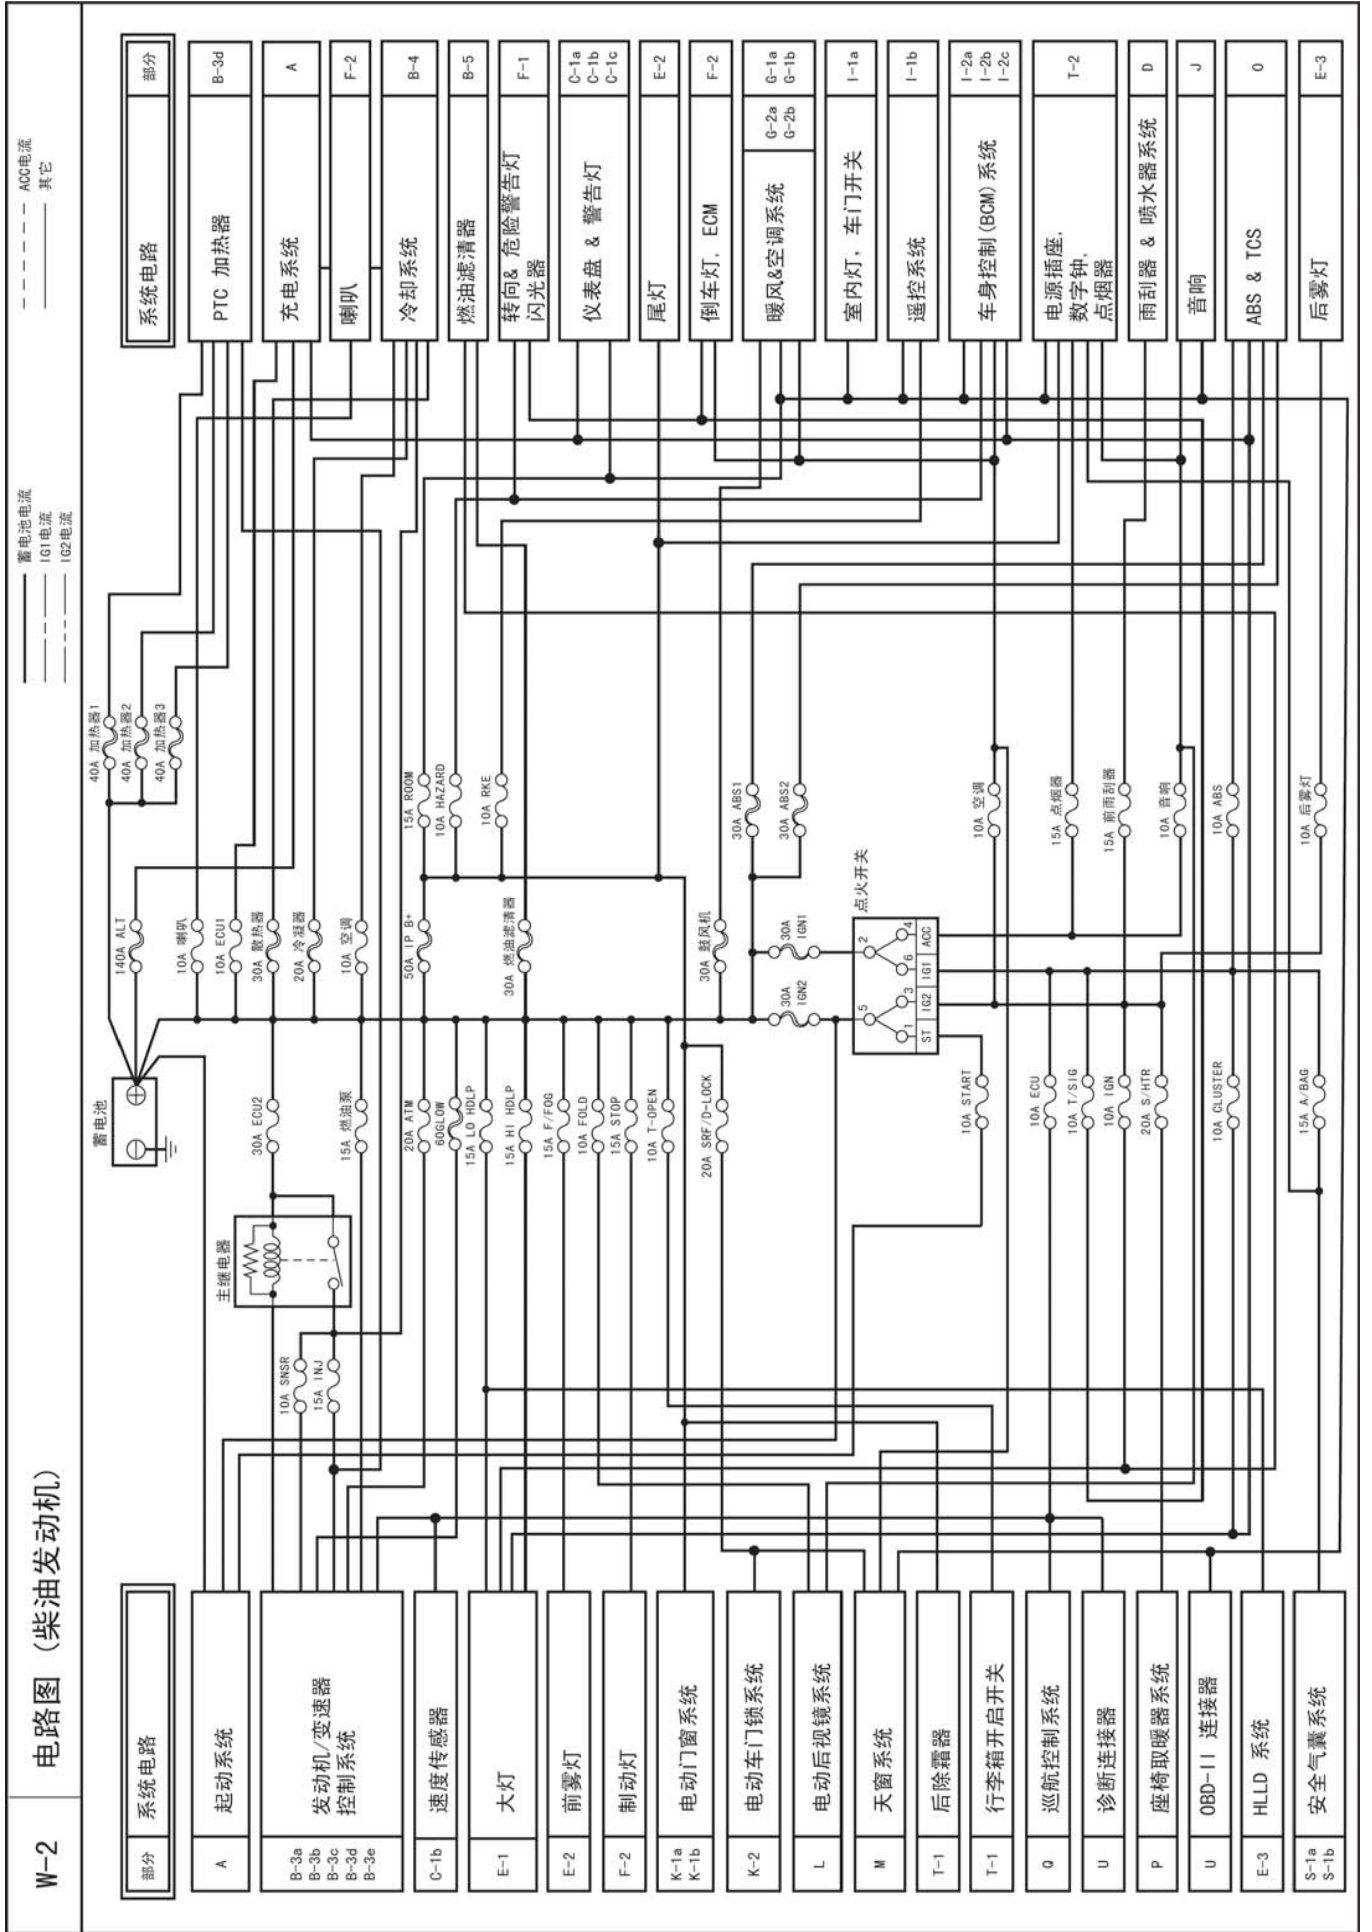 W-2
电路图 (柴油发动机)
蓄电池电流
IG1电流
IG2电流
ACC电流
其它
部分
系统电路
A
起动系统
B-3a
B-3b
B-3c
B-3d
B-3e
发动机/变速器
控制系统
C-1b
速度传感器
E-1
大灯
E-2
前雾灯
F-2
制动灯
K-1a
K-1b
电动门窗系统
K-2
电动车门锁系统
L
电动后视镜系统
M
天窗系统
T-1
后除霜器
T-1
行李箱开启开关
Q
巡航控制系统
U
诊断连接器
P
座椅取暖器系统
U
OBD-II 连接器
E-3
HLLD 系统
S-1a
S-1b
安全气囊系统
蓄电池
主继电器
10A SNSR
15A INJ
30A ECU2
15A 燃油泵
20A ATM
60GLOW
15A LO HDLP
15A HI HDLP
15A F/FOG
10A FOLD
15A STOP
10A T-OPEN
20A SRF/D-LOCK
10A START
10A ECU
10A T/SIG
10A IGN
20A S/HTR
10A CLUSTER
15A A/BAG
140A ALT
10A 喇叭
10A ECU1
30A 散热器
20A 冷凝器
10A 空调
50A IP B+
30A 燃油滤清器
30A 鼓风机
30A
IGN1
30A
IGN2
点火开关
2
4
6
5
3
1
ACC
IG1
IG2
ST
40A 加热器1
40A 加热器2
40A 加热器3
15A ROOM
10A HAZARD
10A RKE
30A ABS1
30A ABS2
10A 空调
15A 点烟器
15A 前雨刮器
10A 音响
10A ABS
10A 后雾灯
系统电路
部分
PTC 加热器
B-3d
充电系统
A
喇叭
F-2
冷却系统
B-4
燃油滤清器
B-5
转向& 危险警告灯
闪光器
F-1
仪表盘 & 警告灯
C-1a
C-1b
C-1c
尾灯
E-2
倒车灯, ECM
F-2
暖风&空调系统
G-2a
G-2b
G-1a
G-1b
室内灯, 车门开关
I-1a
遥控系统
I-1b
车身控制(BCM)系统
I-2a
I-2b
I-2c
电源插座,
数字钟,
点烟器
T-2
雨刮器 & 喷水器系统
D
音响
J
ABS & TCS
O
后雾灯
E-3